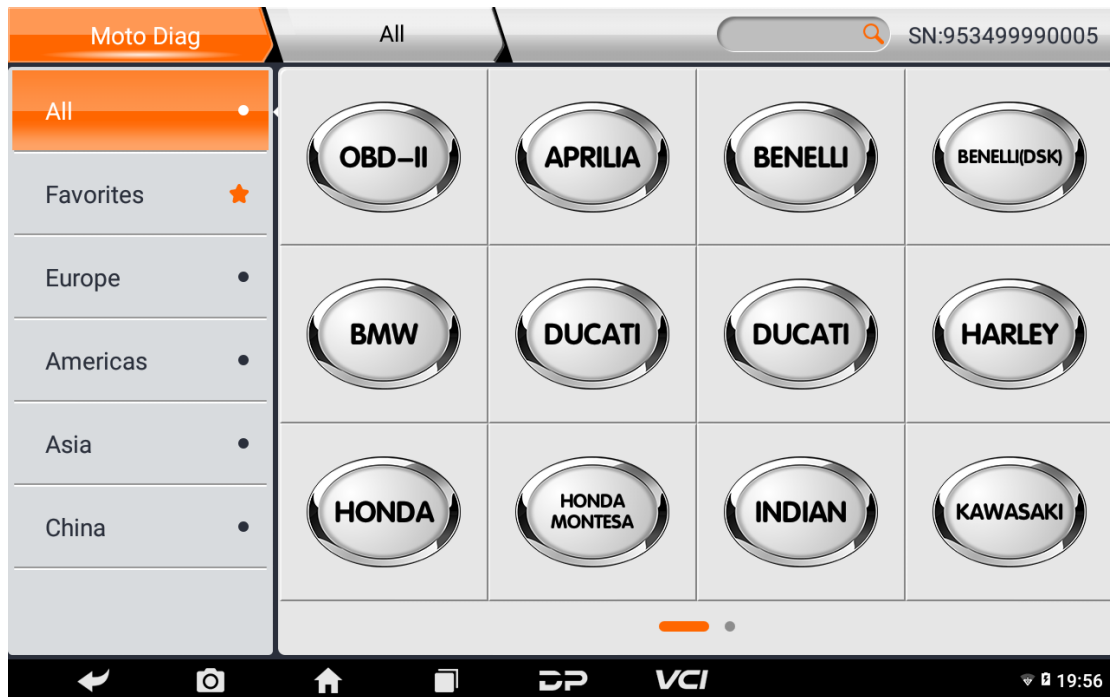 Moto Diag
All
SN:953499990005
All
Favorites
Europe
Americas
Asia
China
OBD-II
APRILIA
BENELLI
BENELLI(DSK)
BMW
DUCATI
DUCATI
HARLEY
HONDA
HONDA
MONTESA
INDIAN
KAWASAKI
DP
VCI
19:56